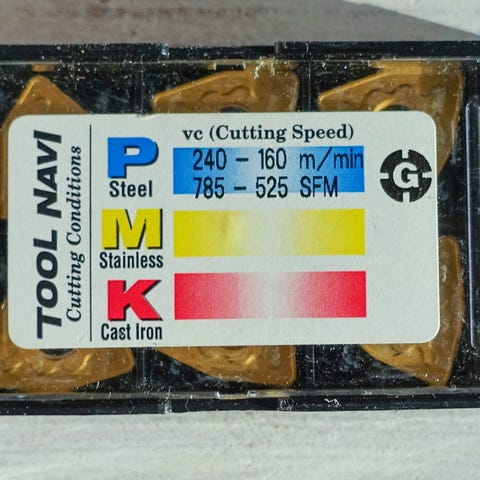 TOOL NAVI
Cutting Conditions
vc (Cutting Speed)
P
Steel
240 - 160 m/min
785 - 525 SFM
G
M
Stainless
K
Cast Iron